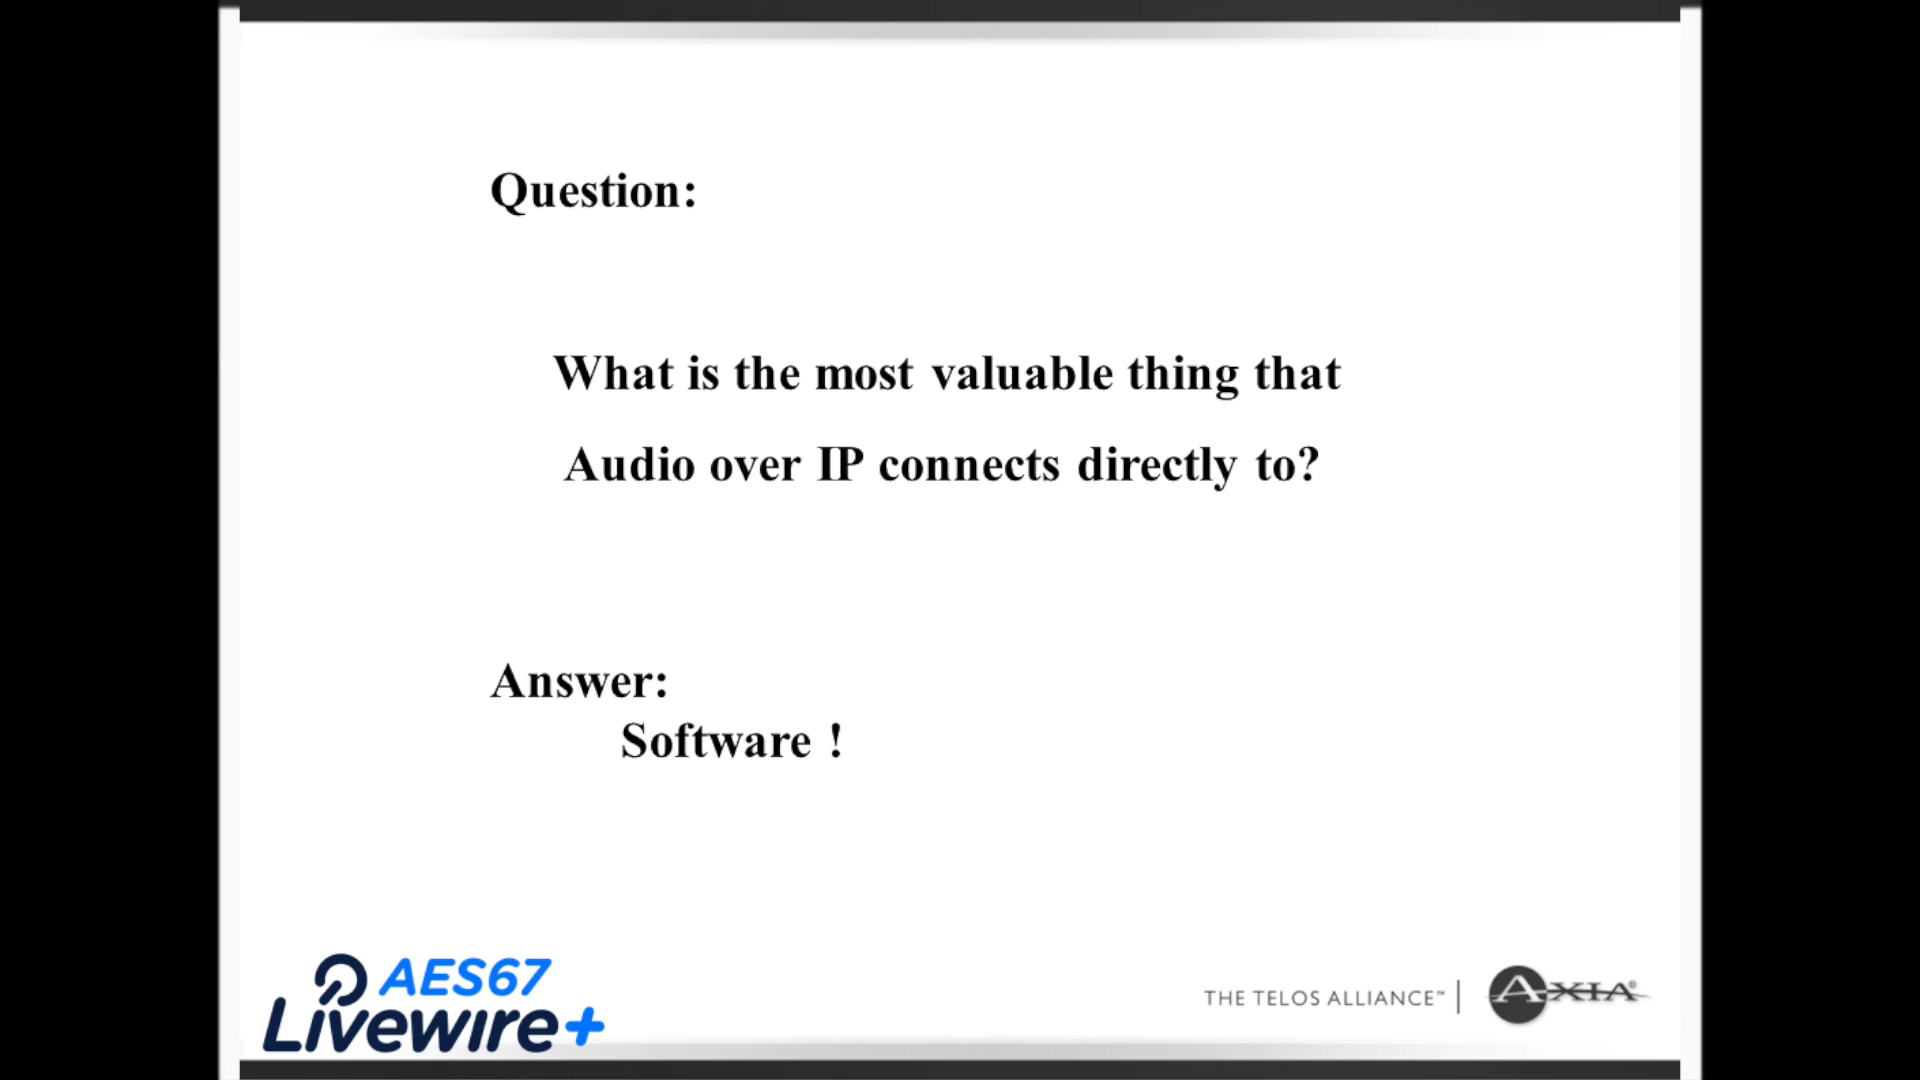 Question:
What is the most valuable thing that
Audio over IP connects directly to?
Answer:
Software !
AES67
Livewire+
THE TELOS ALLIANCE™ | AXIA®